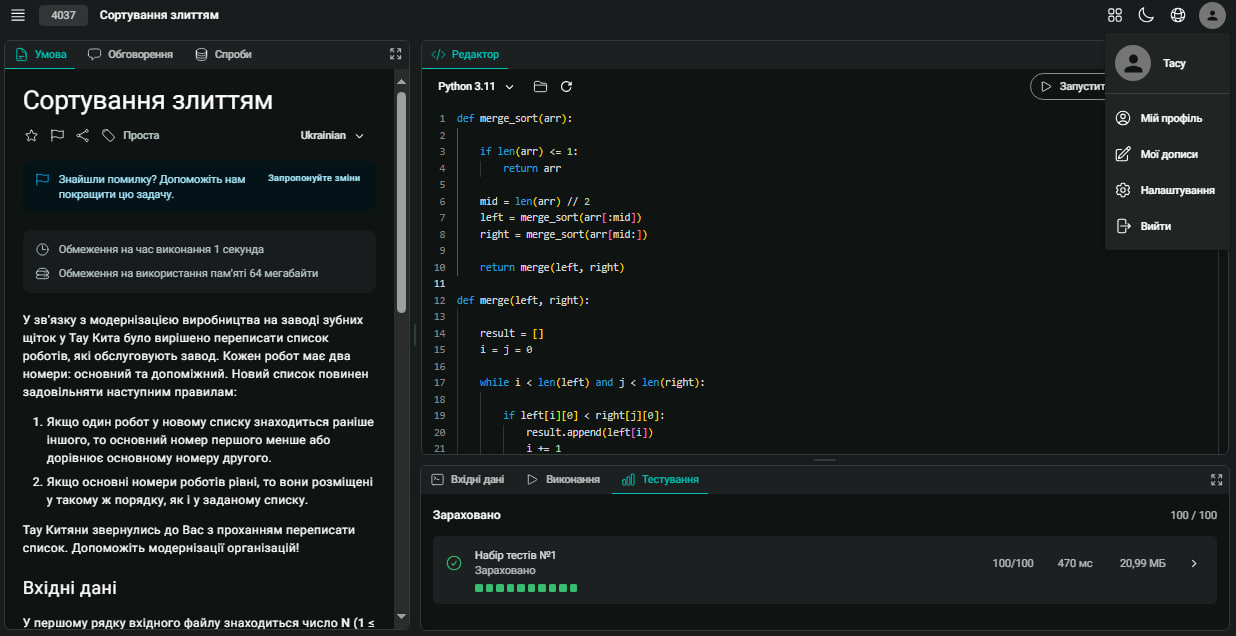 4037 Сортування злиттям
Умова Обговорення Спроби
Сортування злиттям
Проста Ukrainian
Знайшли помилку? Допоможіть нам
покращити цю задачу.
Запропонуйте зміни
Обмеження на час виконання 1 секунда
Обмеження на використання пам'яті 64 мегабайти
У зв'язку з модернізацією виробництва на заводі зубних
щіток у Тау Кита було вирішено переписати список
роботів, які обслуговують завод. Кожен робот має два
номери: основний та допоміжний. Новий список повинен
задовільняти наступним правилам:
1. Якщо один робот у новому списку знаходиться раніше
іншого, то основний номер першого менше або
дорівнює основному номеру другого.
2. Якщо основні номери роботів рівні, то вони розміщені
у такому ж порядку, як і у заданому списку.
Тау Китяни звернулись до Вас з проханням переписати
список. Допоможіть модернізації організацій!
Вхідні дані
У першому рядку вхідного файлу знаходиться число N (1 ≤
Редактор
Python 3.11
Запустит
1 def merge_sort(arr):
2
3 if len(arr) <= 1:
4 return arr
5
6 mid = len(arr) // 2
7 left = merge_sort(arr[:mid])
8 right = merge_sort(arr[mid:])
9
10 return merge(left, right)
11
12 def merge(left, right):
13
14 result = []
15 i = j = 0
16
17 while i < len(left) and j < len(right):
18
19 if left[i][0] < right[j][0]:
20 result.append(left[i])
21 i += 1
Тасу
Мій профіль
Мої дописи
Налаштування
Вийти
Вхідні дані Виконання Тестування
Зараховано 100 / 100
Набір тестів №1
Зараховано
100/100 470 мс 20,99 МБ